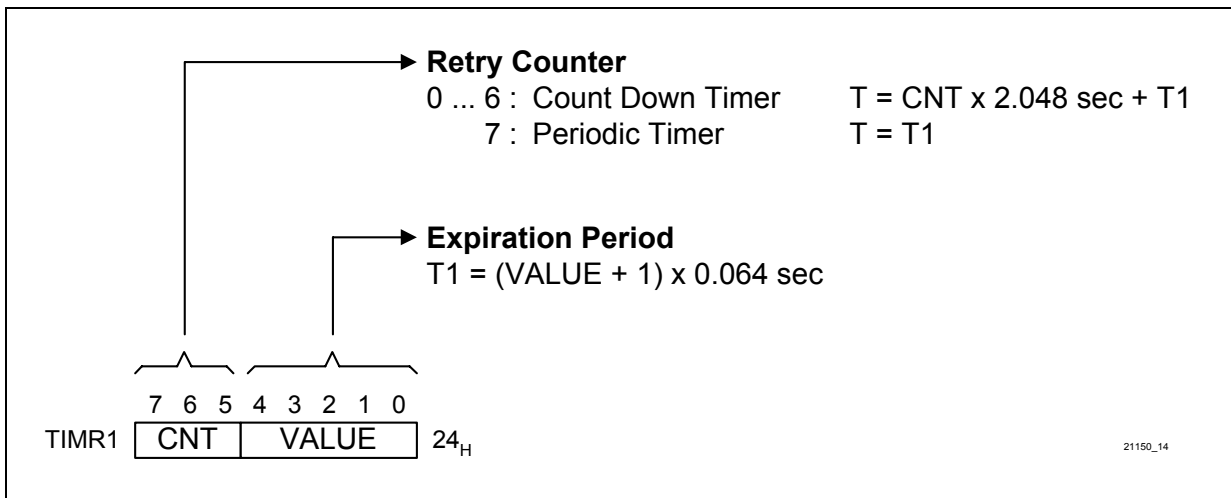 Retry Counter
0 ... 6 : Count Down Timer T = CNT x 2.048 sec + T1
7 : Periodic Timer T = T1
Expiration Period
T1 = (VALUE + 1) x 0.064 sec
7 6 5 4 3 2 1 0
TIMR1 CNT VALUE 24H
21150_14